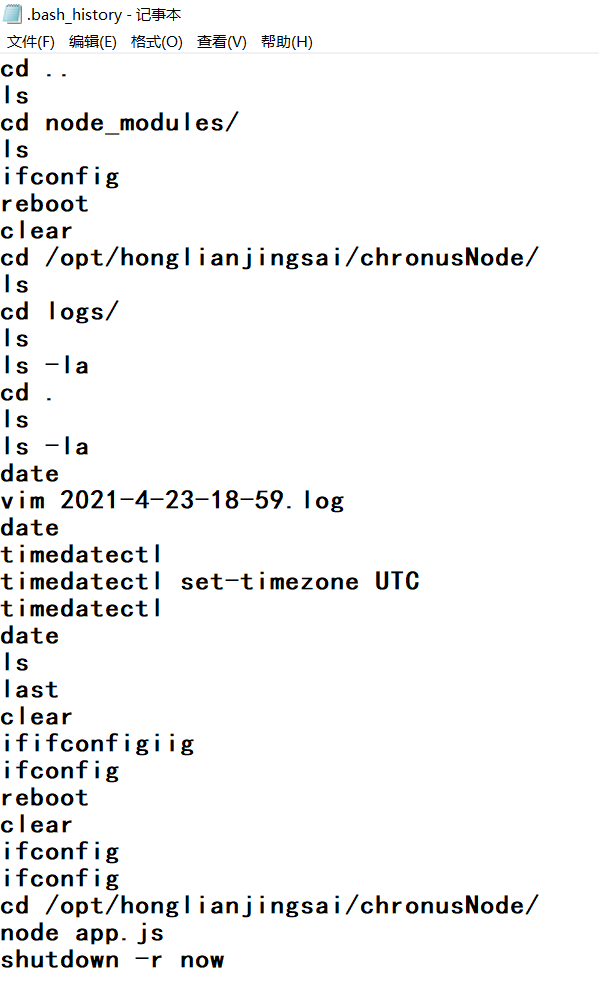 .bash_history - 记事本
文件(F) 编辑(E) 格式(O) 查看(V) 帮助(H)
cd ..
ls
cd node_modules/
ls
ifconfig
reboot
clear
cd /opt/honglianjingsai/chronusNode/
ls
cd logs/
ls
ls -la
cd .
ls
ls -la
date
vim 2021-4-23-18-59.log
date
timedatectl
timedatectl set-timezone UTC
timedatectl
date
ls
last
clear
ififconfigiig
ifconfig
reboot
clear
ifconfig
ifconfig
cd /opt/honglianjingsai/chronusNode/
node app.js
shutdown -r now